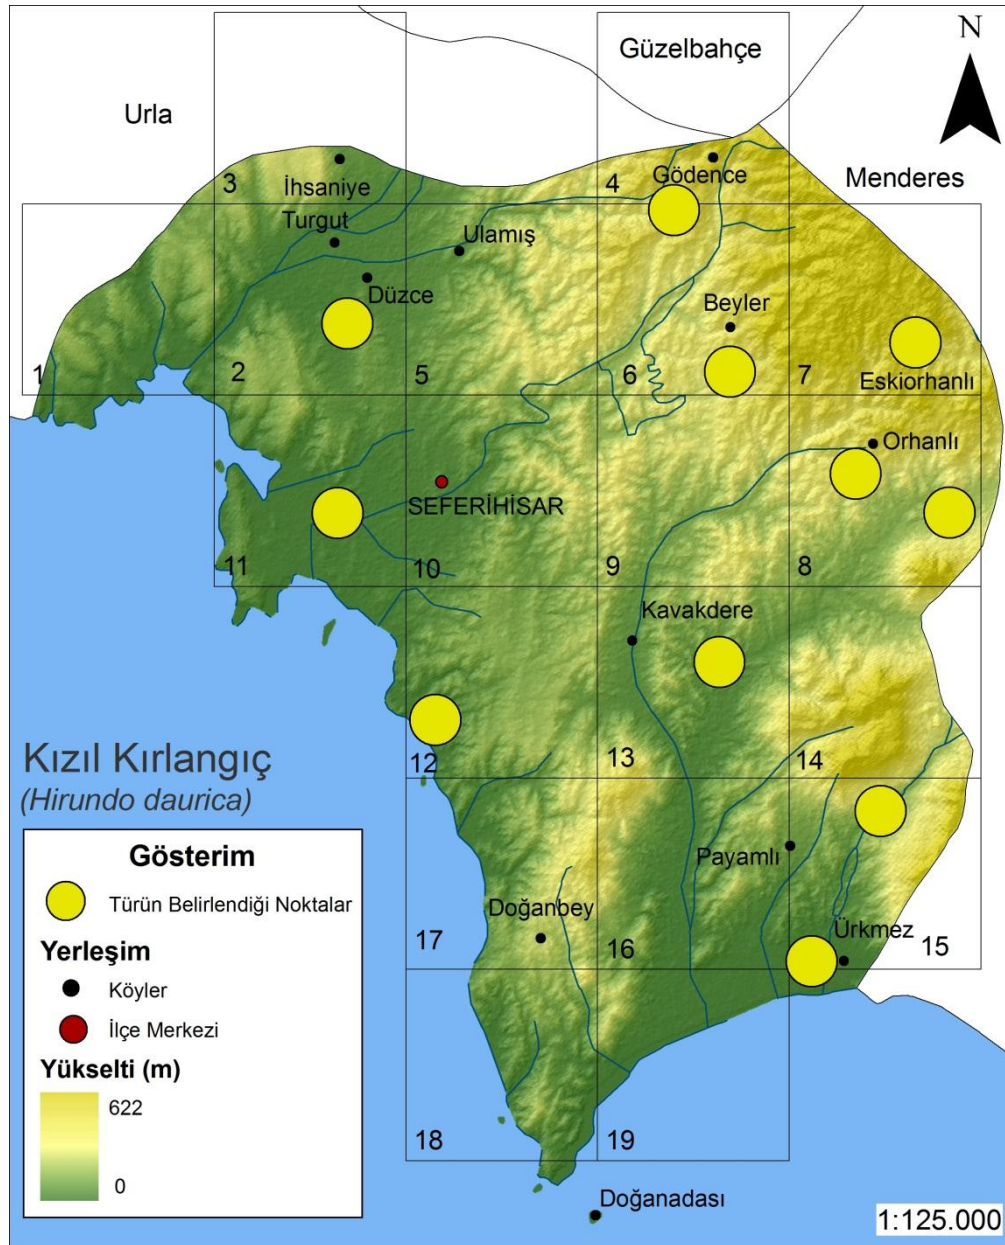 N
Güzelbahçe
Urla
Menderes
3
İhsaniye
4
Gödence
Turgut
Ulamış
Düzce
Beyler
1
2
5
6
7
Eskiorhanlı
Orhanlı
SEFERİHİSAR
11
10
9
8
Kavakdere
12
13
14
Kızıl Kırlangıç
(Hirundo daurica)
Payamlı
Doğanbey
Ürkmez
17
16
15
Gösterim
Türün Belirlendiği Noktalar
Yerleşim
Köyler
İlçe Merkezi
Yükselti (m)
622
0
18
19
Doğanadası
1:125.000